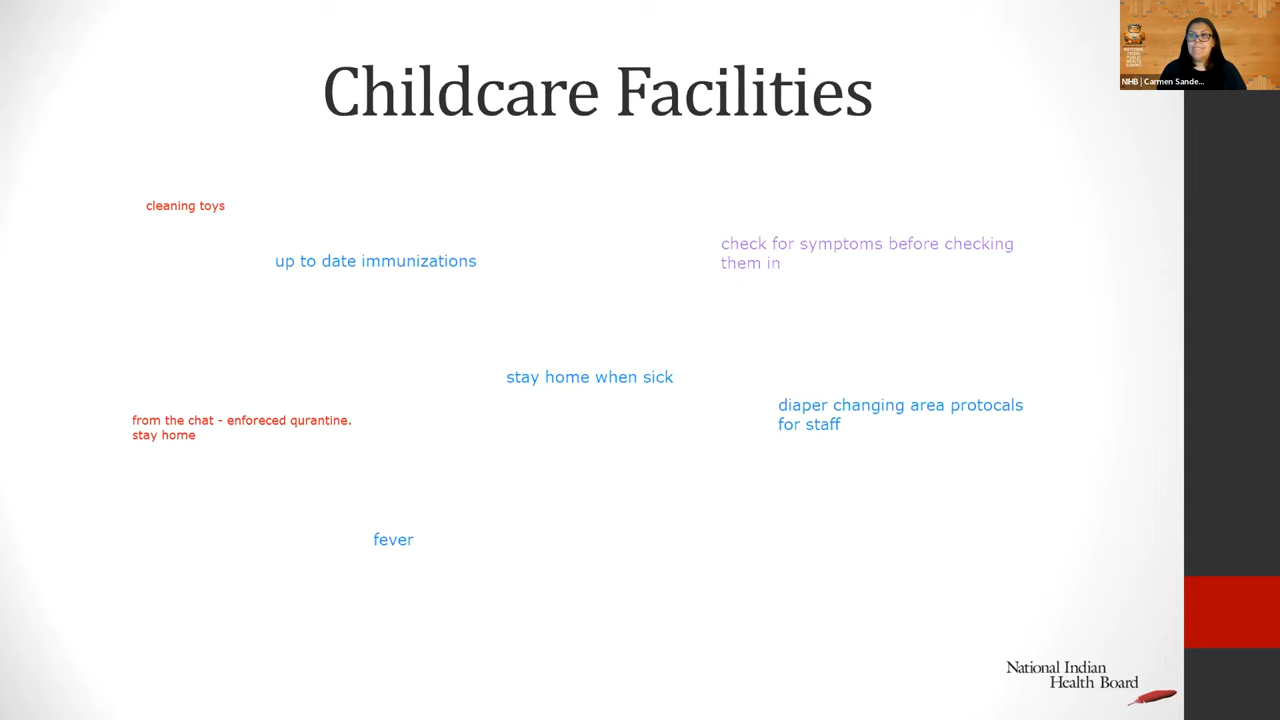 Childcare Facilities
NIHB | Carmen Sande...
cleaning toys
up to date immunizations
check for symptoms before checking
them in
stay home when sick
diaper changing area protocals
for staff
from the chat - enforeced qurantine.
stay home
fever
National Indian
Health Board